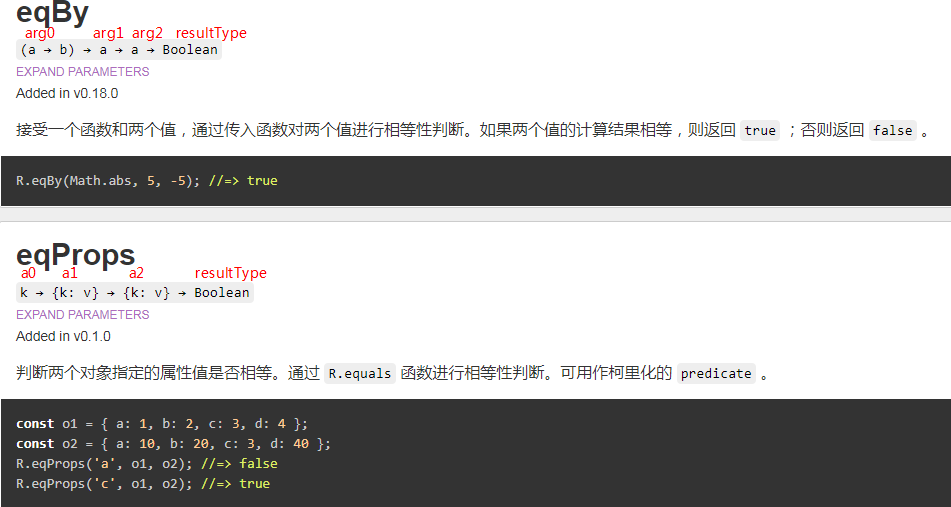 eqBy
arg0 arg1 arg2 resultType
(a → b) → a → a → Boolean
EXPAND PARAMETERS
Added in v0.18.0
接受一个函数和两个值，通过传入函数对两个值进行相等性判断。如果两个值的计算结果相等，则返回 true ；否则返回 false 。
R.eqBy(Math.abs, 5, -5); //=> true
eqProps
a0 a1 a2 resultType
k → {k: v} → {k: v} → Boolean
EXPAND PARAMETERS
Added in v0.1.0
判断两个对象指定的属性值是否相等。通过 R.equals 函数进行相等性判断。可用作柯里化的 predicate 。
const o1 = { a: 1, b: 2, c: 3, d: 4 };
const o2 = { a: 10, b: 20, c: 3, d: 40 };
R.eqProps('a', o1, o2); //=> false
R.eqProps('c', o1, o2); //=> true